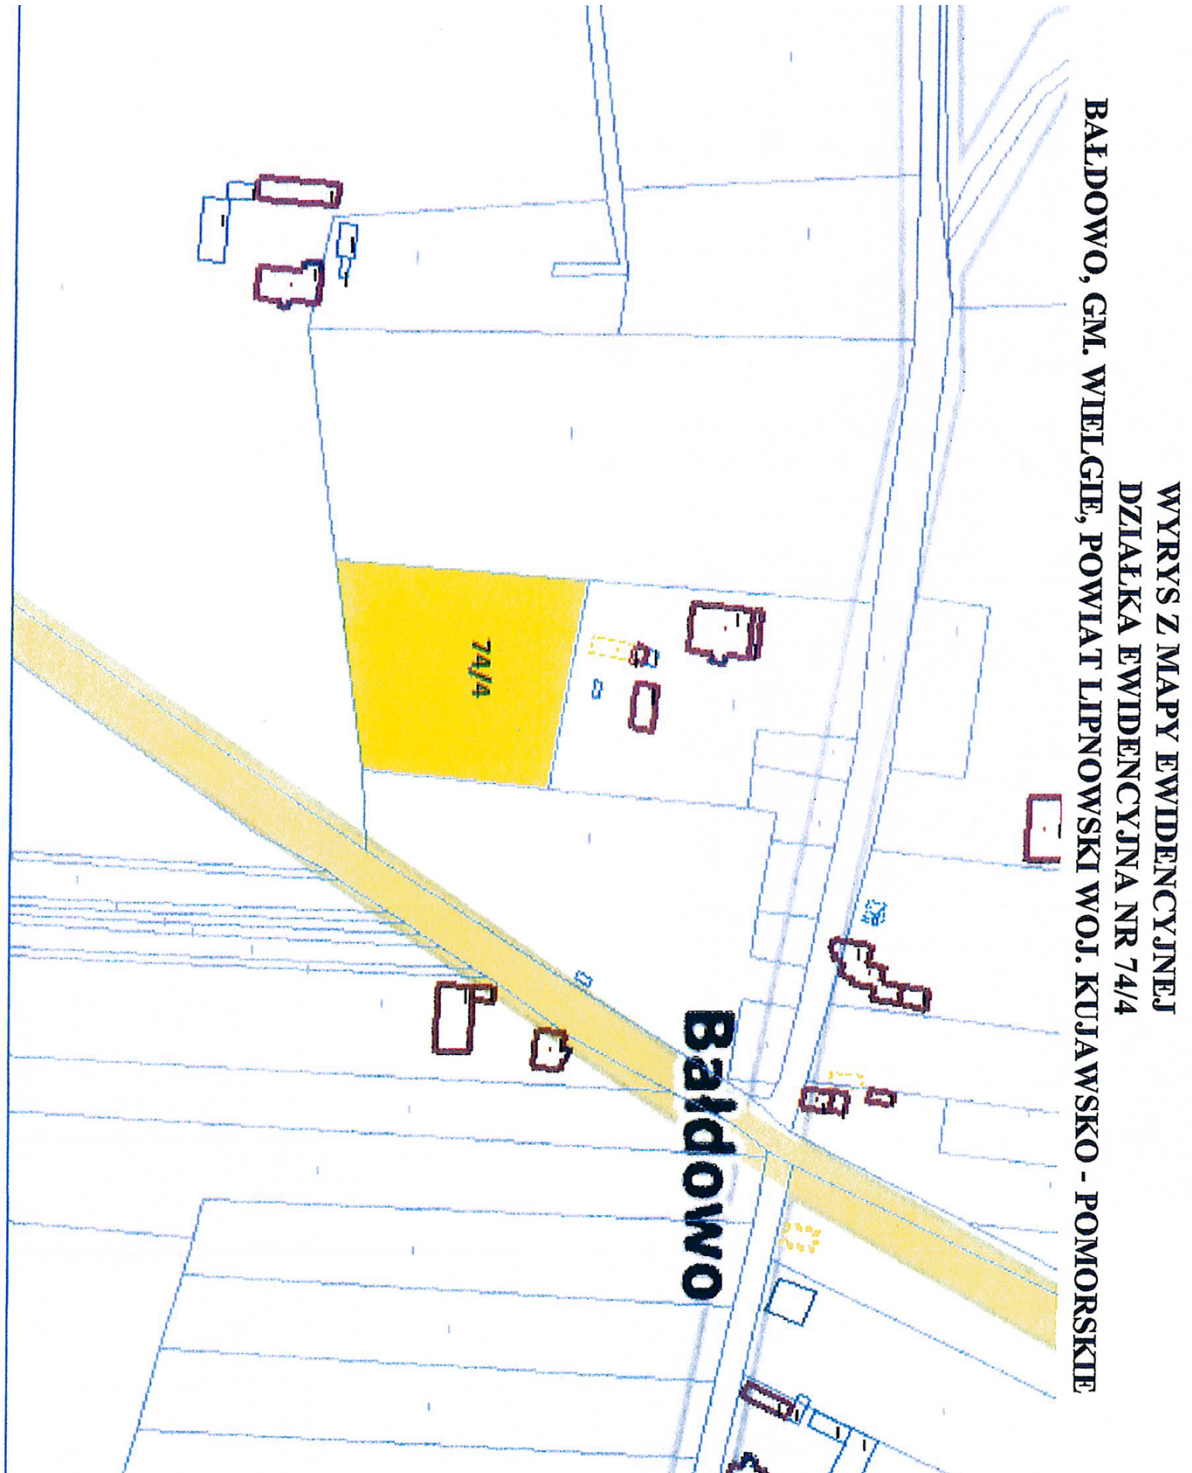 WYRYS Z MAPY EWIDENCYJNEJ
DZIAŁKA EWIDENCYJNA NR 74/4
BAŁDOWO, GM. WIELGIE, POWIAT LIPNOWSKI WOJ. KUJAWSKO - POMORSKIE
74/4
Bałdowo